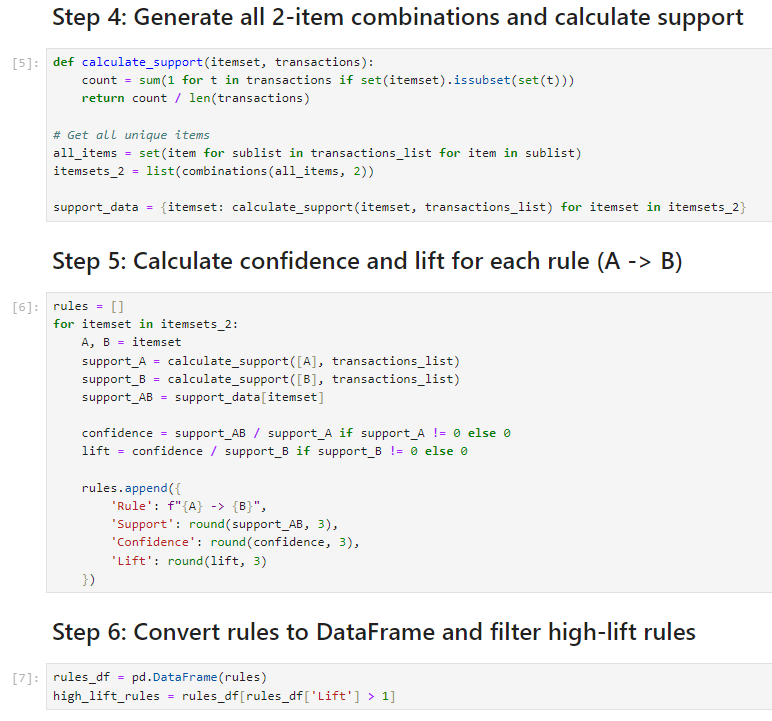 Step 4: Generate all 2-item combinations and calculate support
[5]: def calculate_support(itemset, transactions):
    count = sum(1 for t in transactions if set(itemset).issubset(set(t)))
    return count / len(transactions)
# Get all unique items
all_items = set(item for sublist in transactions_list for item in sublist)
itemsets_2 = list(combinations(all_items, 2))
support_data = {itemset: calculate_support(itemset, transactions_list) for itemset in itemsets_2}
Step 5: Calculate confidence and lift for each rule (A -> B)
[6]: rules = []
for itemset in itemsets_2:
    A, B = itemset
    support_A = calculate_support([A], transactions_list)
    support_B = calculate_support([B], transactions_list)
    support_AB = support_data[itemset]
    confidence = support_AB / support_A if support_A != 0 else 0
    lift = confidence / support_B if support_B != 0 else 0
    rules.append({
        'Rule': f"{A} -> {B}",
        'Support': round(support_AB, 3),
        'Confidence': round(confidence, 3),
        'Lift': round(lift, 3)
    })
Step 6: Convert rules to DataFrame and filter high-lift rules
[7]: rules_df = pd.DataFrame(rules)
high_lift_rules = rules_df[rules_df['Lift'] > 1]